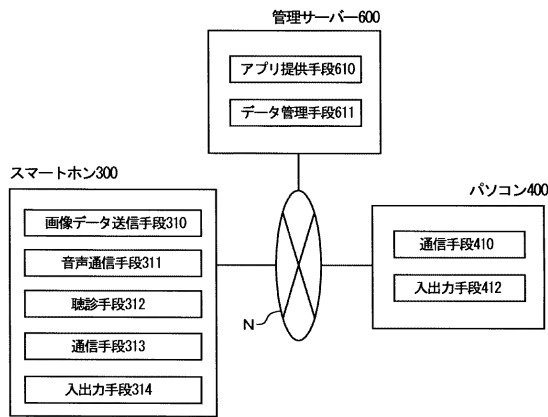 管理サーバー600
アプリ提供手段610
データ管理手段611
スマートホン300
画像データ送信手段310
音声通信手段311
聴診手段312
通信手段313
入出力手段314
N
パソコン400
通信手段410
入出力手段412